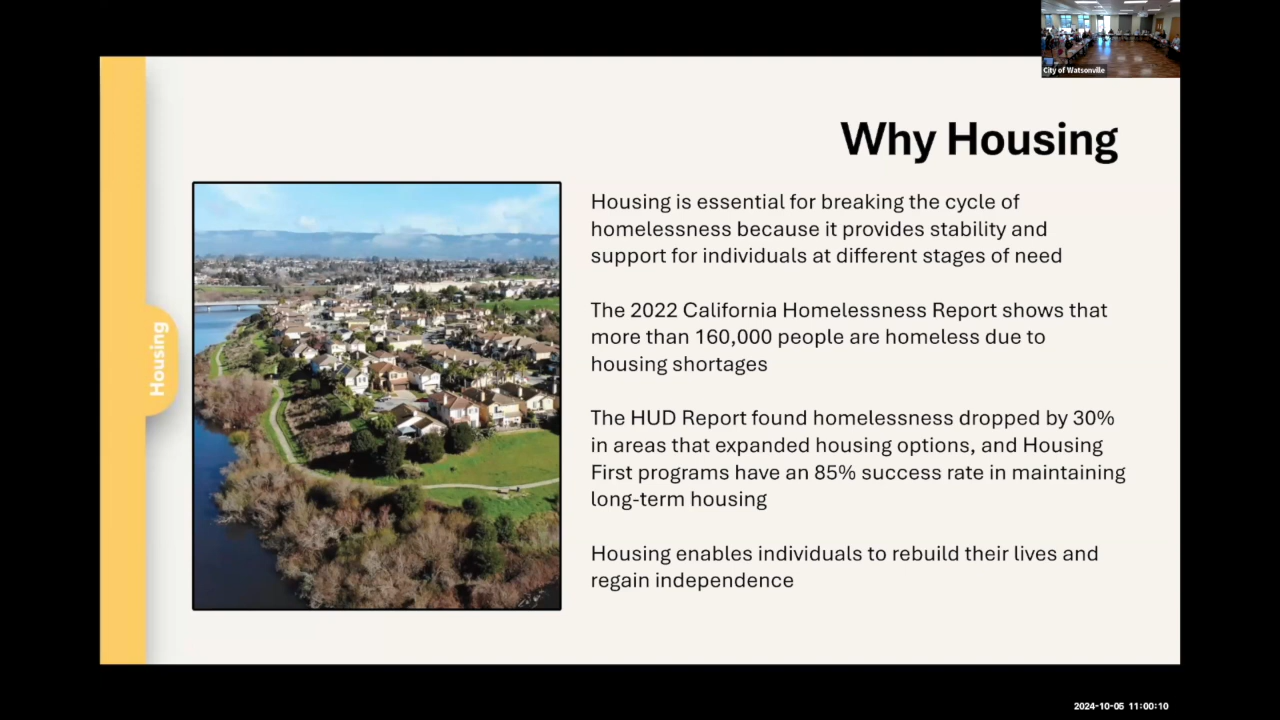 City of Watsonville
Why Housing
Housing is essential for breaking the cycle of
homelessness because it provides stability and
support for individuals at different stages of need
The 2022 California Homelessness Report shows that
more than 160,000 people are homeless due to
housing shortages
The HUD Report found homelessness dropped by 30%
in areas that expanded housing options, and Housing
First programs have an 85% success rate in maintaining
long-term housing
Housing enables individuals to rebuild their lives and
regain independence
Housing
2024-10-05 11:00:10